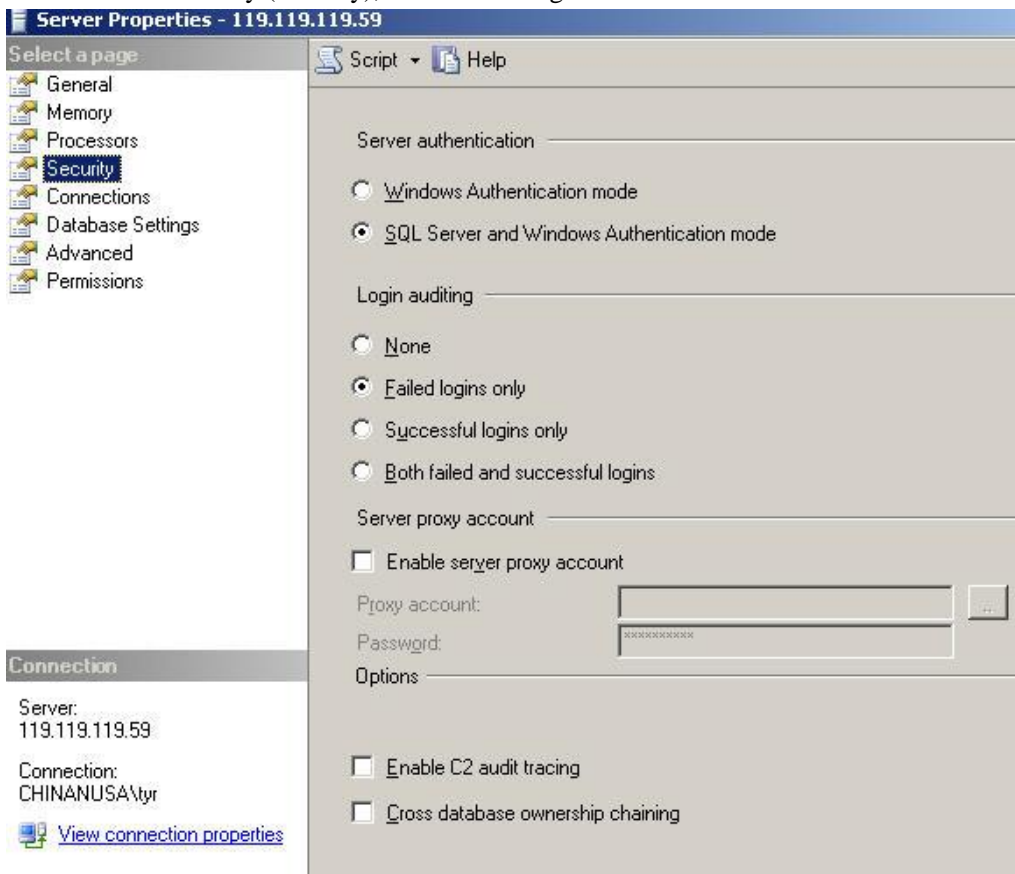 Server Properties - 119.119.119.59
Select a page
General
Memory
Processors
Security
Connections
Database Settings
Advanced
Permissions
Script
Help
Server authentication
Windows Authentication mode
SQL Server and Windows Authentication mode
Login auditing
None
Failed logins only
Successful logins only
Both failed and successful logins
Server proxy account
Enable server proxy account
Proxy account:
...
Password:
**********
Options
Enable C2 audit tracing
Cross database ownership chaining
Connection
Server:
119.119.119.59
Connection:
CHINANUSA\tyr
View connection properties